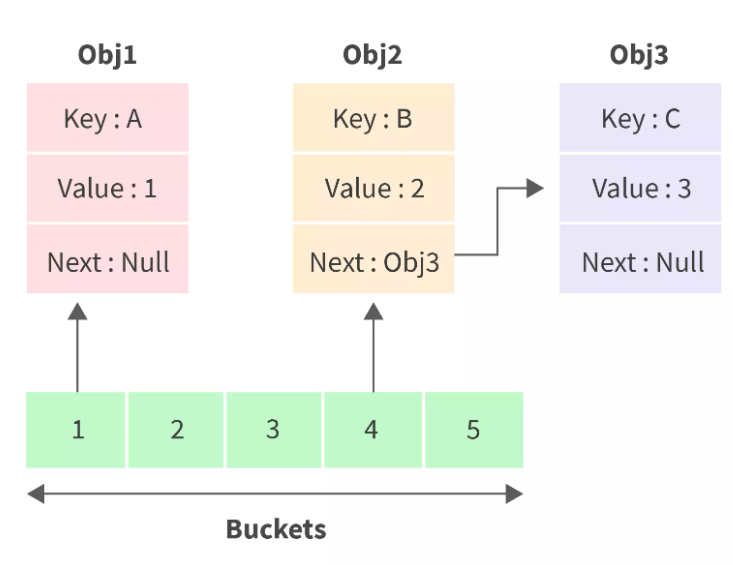 Obj1 Obj2 Obj3
Key : A Key : B Key : C
Value : 1 Value : 2 Value : 3
Next : Null Next : Obj3 Next : Null
1 2 3 4 5
Buckets